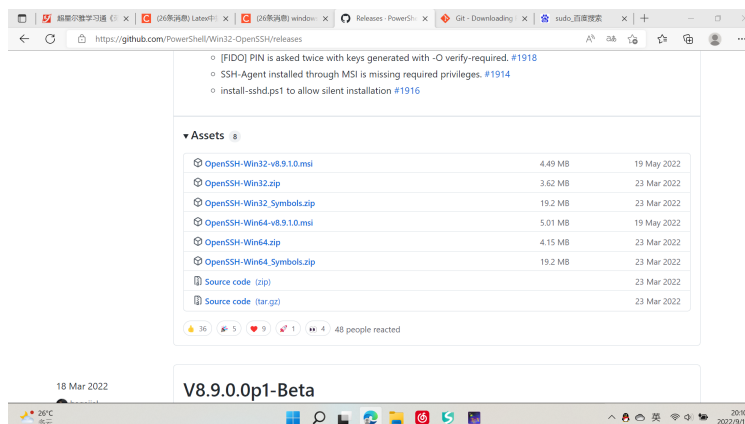 超星尔雅学习通《
(26条消息) Latex中
(26条消息) window
Releases · PowerShe
Git - Downloading
sudo_百度搜索
https://github.com/PowerShell/Win32-OpenSSH/releases
[FIDO] PIN is asked twice with keys generated with -O verify-required. #1918
SSH-Agent installed through MSI is missing required privileges. #1914
install-sshd.ps1 to allow silent installation #1916
Assets 8
OpenSSH-Win32-v8.9.1.0.msi 4.49 MB 19 May 2022
OpenSSH-Win32.zip 3.62 MB 23 Mar 2022
OpenSSH-Win32_Symbols.zip 19.2 MB 23 Mar 2022
OpenSSH-Win64-v8.9.1.0.msi 5.01 MB 19 May 2022
OpenSSH-Win64.zip 4.15 MB 23 Mar 2022
OpenSSH-Win64_Symbols.zip 19.2 MB 23 Mar 2022
Source code (zip) 23 Mar 2022
Source code (tar.gz) 23 Mar 2022
36 5 9 1 4 48 people reacted
18 Mar 2022
V8.9.0.0p1-Beta
26°C
多云
英
20:10
2022/9/1